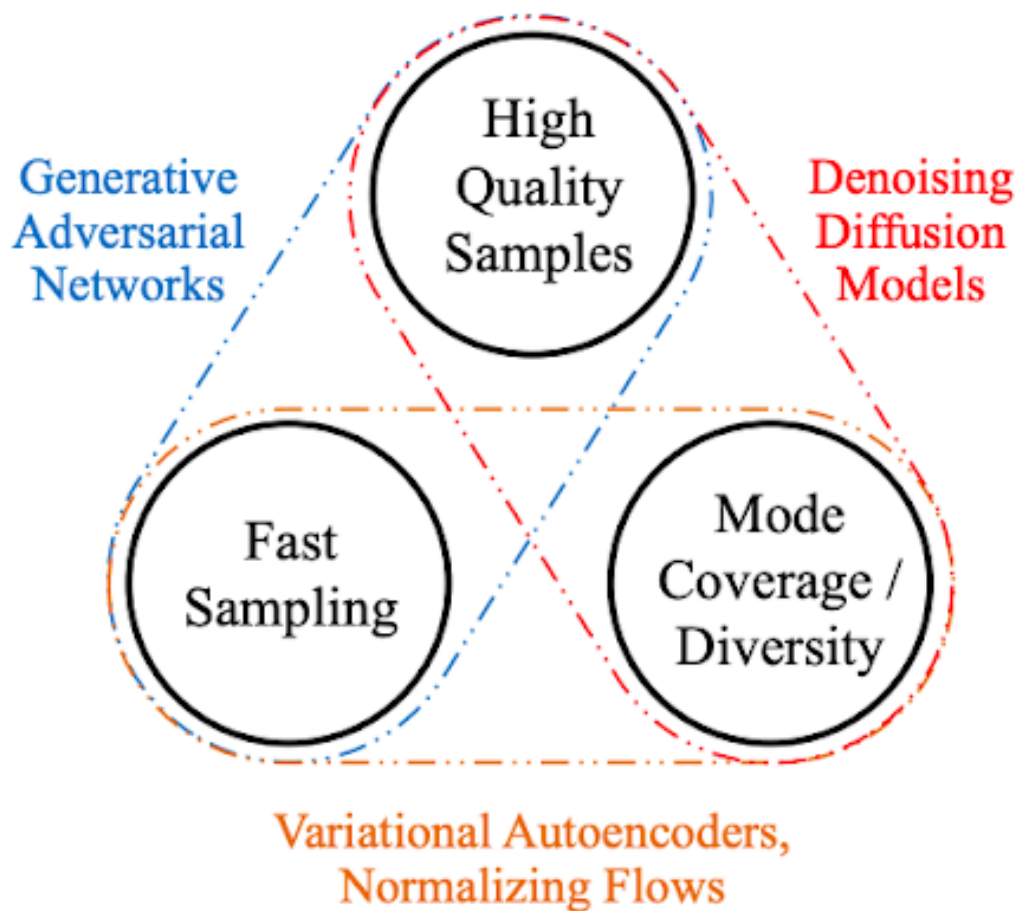 High
Quality
Samples
Generative
Adversarial
Networks
Denoising
Diffusion
Models
Fast
Sampling
Mode
Coverage /
Diversity
Variational Autoencoders,
Normalizing Flows